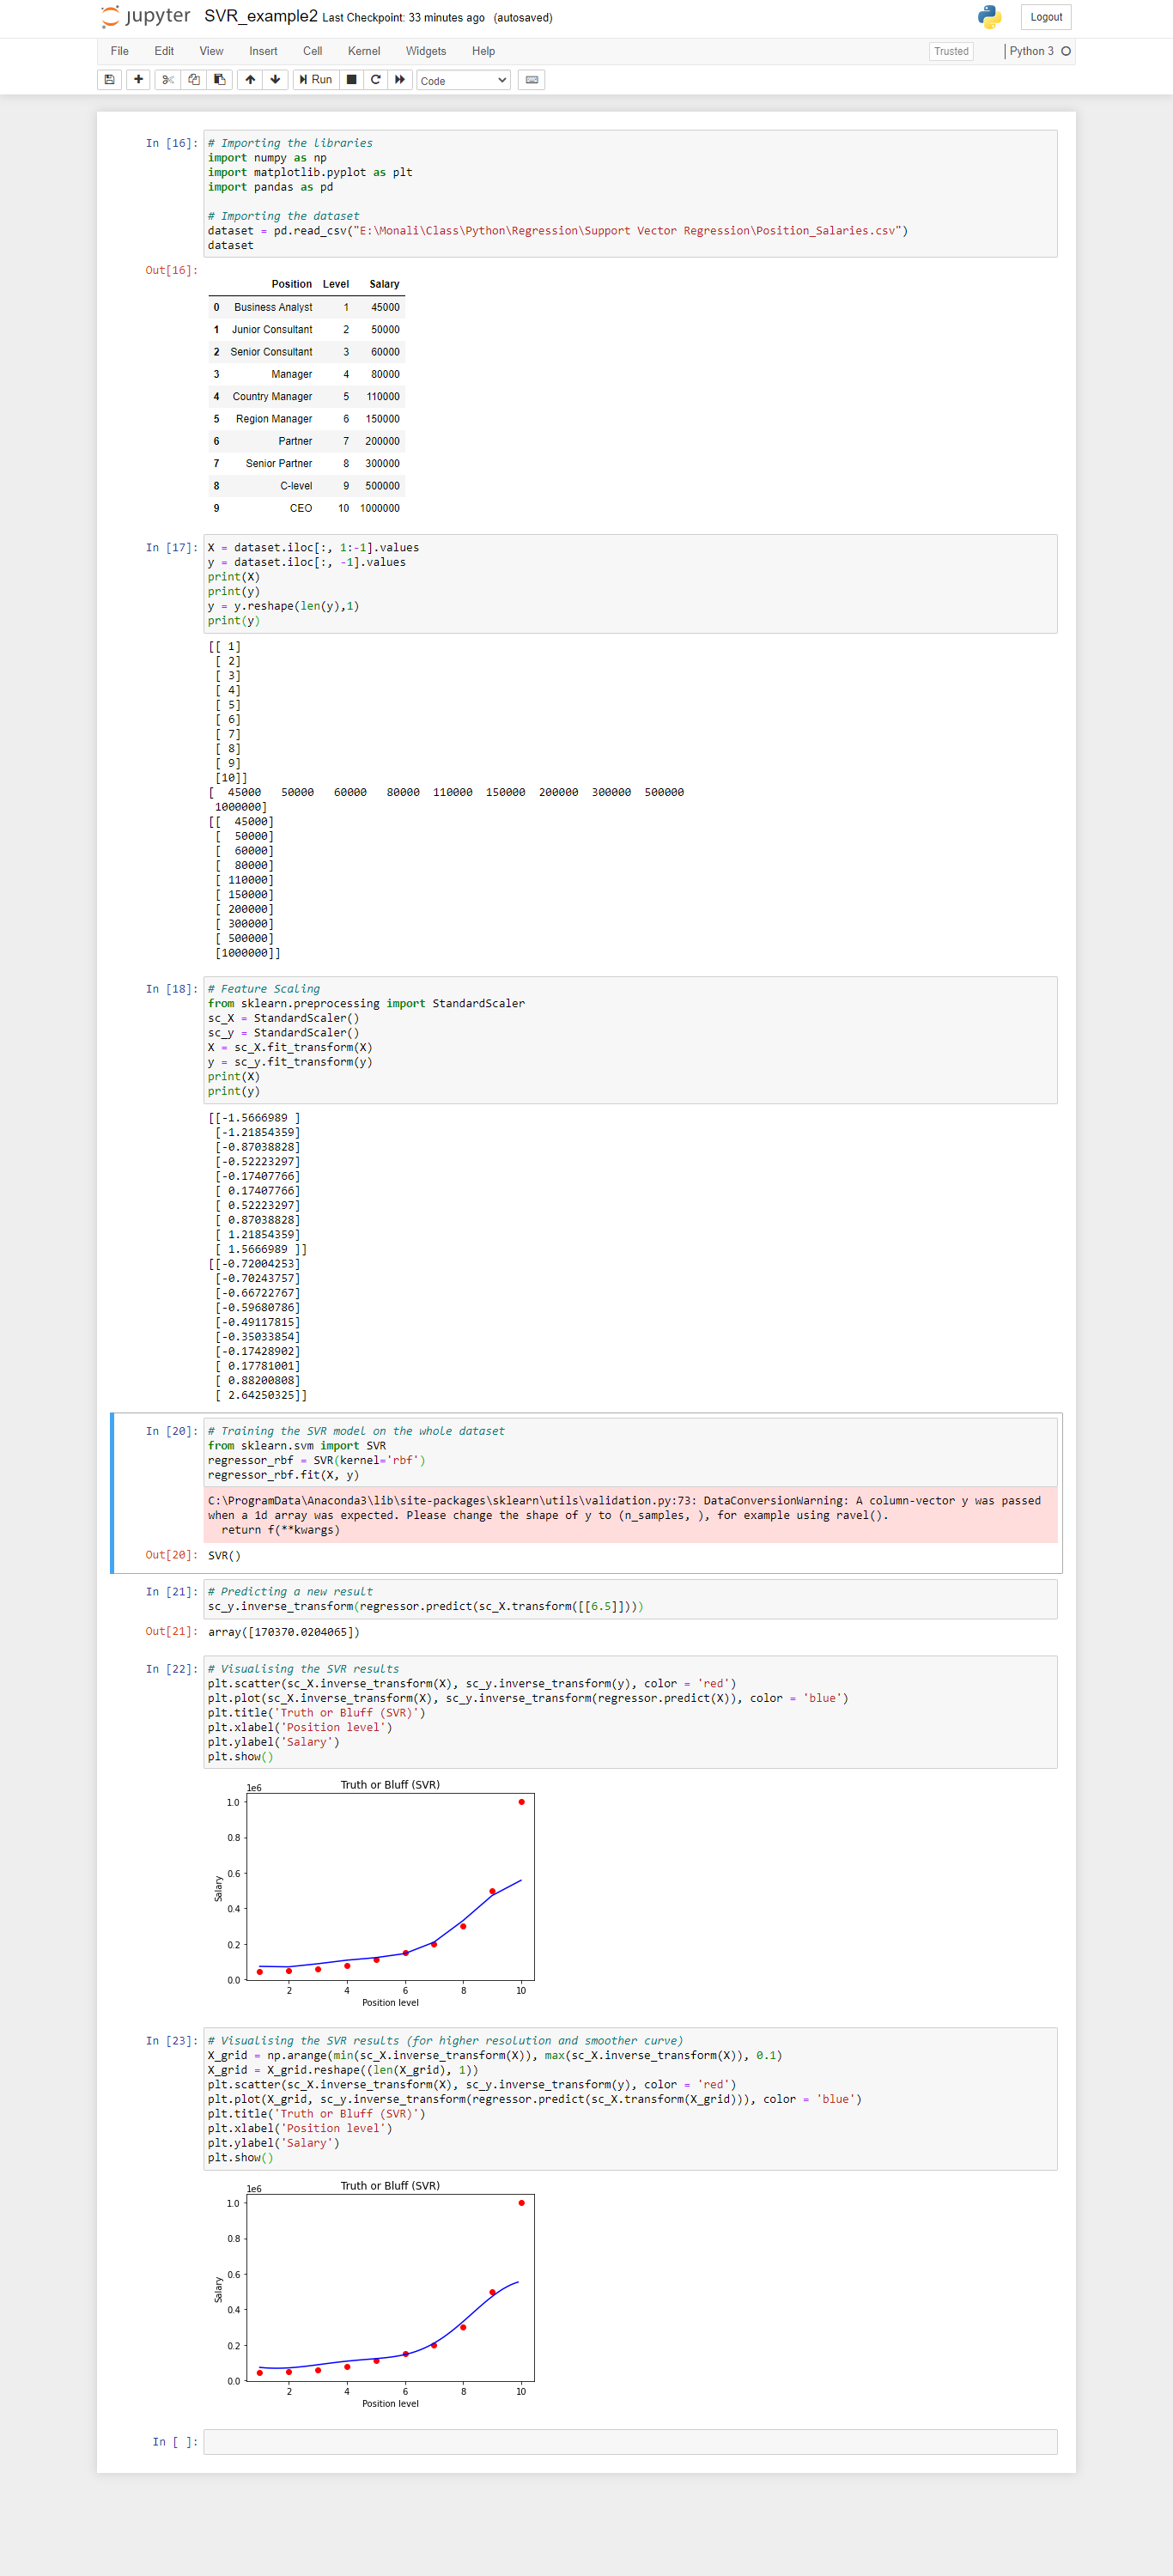 jupyter SVR_example2 Last Checkpoint: 33 minutes ago (autosaved)
Logout
File Edit View Insert Cell Kernel Widgets Help
Trusted
Python 3
Run
Code
In [16]:
# Importing the libraries
import numpy as np
import matplotlib.pyplot as plt
import pandas as pd
# Importing the dataset
dataset = pd.read_csv("E:\Monali\Class\Python\Regression\Support Vector Regression\Position_Salaries.csv")
dataset
Out[16]:
Position Level Salary
0 Business Analyst 1 45000
1 Junior Consultant 2 50000
2 Senior Consultant 3 60000
3 Manager 4 80000
4 Country Manager 5 110000
5 Region Manager 6 150000
6 Partner 7 200000
7 Senior Partner 8 300000
8 C-level 9 500000
9 CEO 10 1000000
In [17]:
X = dataset.iloc[:, 1:-1].values
y = dataset.iloc[:, -1].values
print(X)
print(y)
y = y.reshape(len(y),1)
print(y)
[[ 1]
[ 2]
[ 3]
[ 4]
[ 5]
[ 6]
[ 7]
[ 8]
[ 9]
[10]]
[  45000   50000   60000   80000  110000  150000  200000  300000  500000
1000000]
[[  45000]
[  50000]
[  60000]
[  80000]
[ 110000]
[ 150000]
[ 200000]
[ 300000]
[ 500000]
[1000000]]
In [18]:
# Feature Scaling
from sklearn.preprocessing import StandardScaler
sc_X = StandardScaler()
sc_y = StandardScaler()
X = sc_X.fit_transform(X)
y = sc_y.fit_transform(y)
print(X)
print(y)
[[-1.5666989 ]
[-1.21854359]
[-0.87038828]
[-0.52223297]
[-0.17407766]
[ 0.17407766]
[ 0.52223297]
[ 0.87038828]
[ 1.21854359]
[ 1.5666989 ]]
[[-0.72004253]
[-0.70243757]
[-0.66722767]
[-0.59680786]
[-0.49117815]
[-0.35033854]
[-0.17428902]
[ 0.17781001]
[ 0.88200808]
[ 2.64250325]]
In [20]:
# Training the SVR model on the whole dataset
from sklearn.svm import SVR
regressor_rbf = SVR(kernel='rbf')
regressor_rbf.fit(X, y)
C:\ProgramData\Anaconda3\lib\site-packages\sklearn\utils\validation.py:73: DataConversionWarning: A column-vector y was passed
when a 1d array was expected. Please change the shape of y to (n_samples, ), for example using ravel().
return f(**kwargs)
Out[20]: SVR()
In [21]:
# Predicting a new result
sc_y.inverse_transform(regressor.predict(sc_X.transform([[6.5]])))
Out[21]: array([170370.0204065])
In [22]:
# Visualising the SVR results
plt.scatter(sc_X.inverse_transform(X), sc_y.inverse_transform(y), color = 'red')
plt.plot(sc_X.inverse_transform(X), sc_y.inverse_transform(regressor.predict(X)), color = 'blue')
plt.title('Truth or Bluff (SVR)')
plt.xlabel('Position level')
plt.ylabel('Salary')
plt.show()
Truth or Bluff (SVR)
1e6
1.0
0.8
0.6
0.4
0.2
0.0
Salary
2 4 6 8 10
Position level
In [23]:
# Visualising the SVR results (for higher resolution and smoother curve)
X_grid = np.arange(min(sc_X.inverse_transform(X)), max(sc_X.inverse_transform(X)), 0.1)
X_grid = X_grid.reshape((len(X_grid), 1))
plt.scatter(sc_X.inverse_transform(X), sc_y.inverse_transform(y), color = 'red')
plt.plot(X_grid, sc_y.inverse_transform(regressor.predict(sc_X.transform(X_grid))), color = 'blue')
plt.title('Truth or Bluff (SVR)')
plt.xlabel('Position level')
plt.ylabel('Salary')
plt.show()
Truth or Bluff (SVR)
1e6
1.0
0.8
0.6
0.4
0.2
0.0
Salary
2 4 6 8 10
Position level
In [ ]: